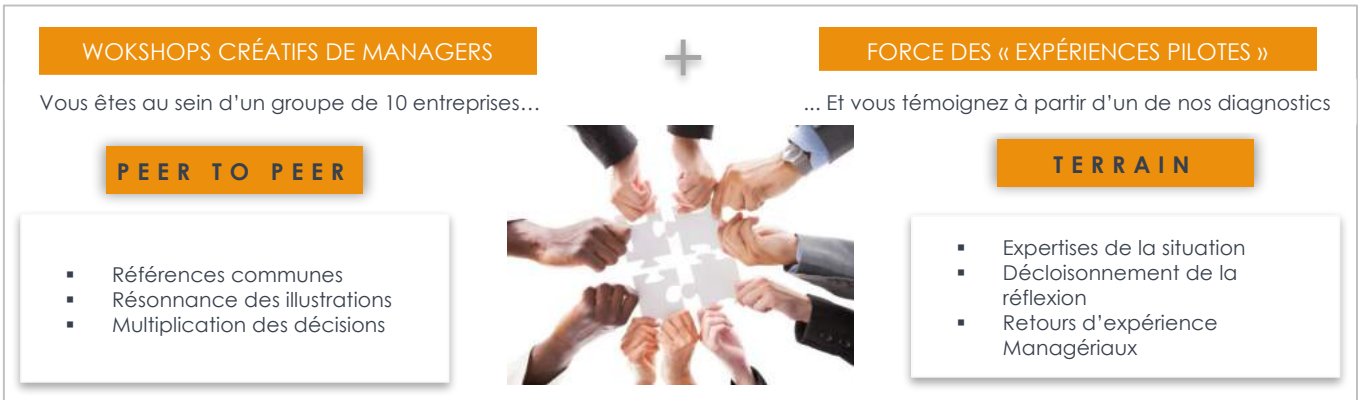 WOKSHOPS CRÉATIFS DE MANAGERS
+
FORCE DES « EXPÉRIENCES PILOTES »
Vous êtes au sein d’un groupe de 10 entreprises…
... Et vous témoignez à partir d’un de nos diagnostics
PEER TO PEER
TERRAIN
▪ Références communes
▪ Résonnance des illustrations
▪ Multiplication des décisions
▪ Expertises de la situation
▪ Décloisonnement de la
réflexion
▪ Retours d’expérience
Managériaux